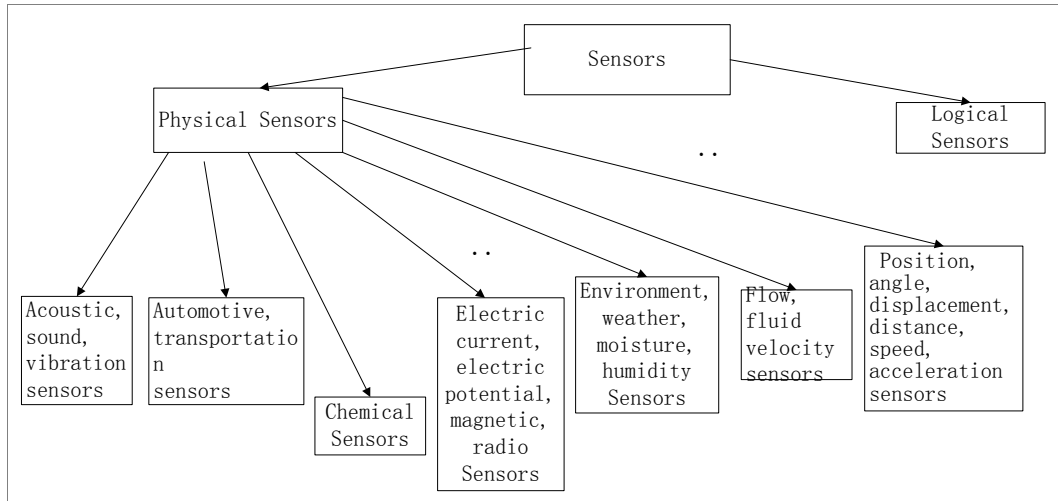 Sensors
Physical Sensors
Logical
Sensors
..
..
Acoustic,
sound,
vibration
sensors
Automotive,
transportatio
n
sensors
Chemical
Sensors
Electric
current,
electric
potential,
magnetic,
radio
Sensors
Environment,
weather,
moisture,
humidity
Sensors
Flow,
fluid
velocity
sensors
Position,
angle,
displacement,
distance,
speed,
acceleration
sensors